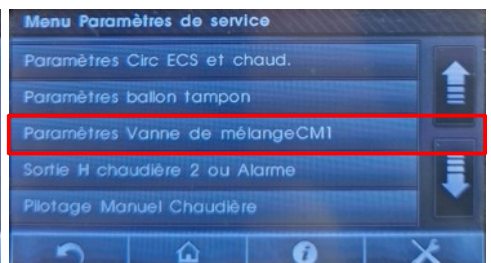 Menu Paramètres de service
Paramètres Circ ECS et chaud.
Paramètres ballon tampon
Paramètres Vanne de mélangeCM1
Sortie H chaudière 2 ou Alarme
Pilotage Manuel Chaudière